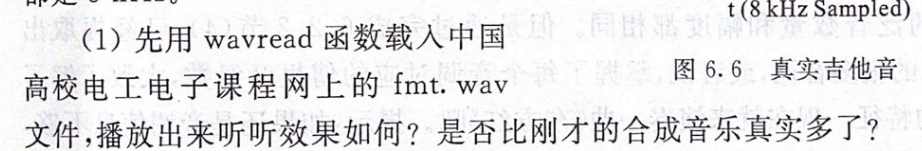 t(8 kHz Sampled)
(1) 先用 wavread 函数载入中国
图 6.6 真实吉他音
高校电工电子课程网上的 fmt. wav
文件,播放出来听听效果如何? 是否比刚才的合成音乐真实多了?